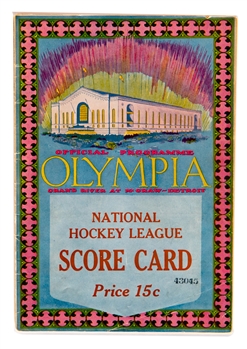 OFFICIAL PROGRAMME
OLYMPIA
GRAND RIVER AT McGRAW-DETROIT
NATIONAL
HOCKEY LEAGUE
SCORE CARD
43045
Price 15c